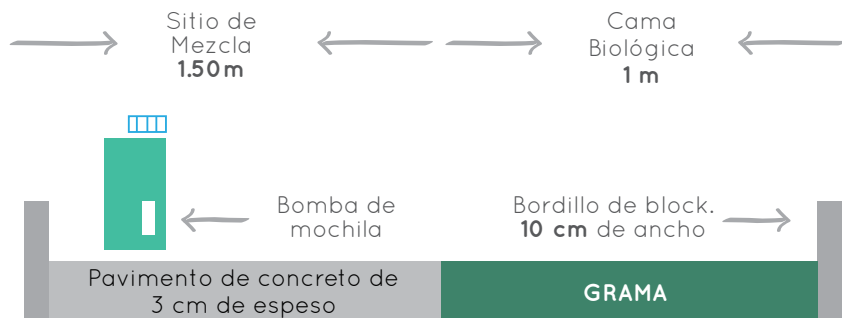 Sitio de
Mezcla
1.50 m
Cama
Biológica
1 m
Bomba de
mochila
Bordillo de block.
10 cm de ancho
Pavimento de concreto de
3 cm de espeso
GRAMA